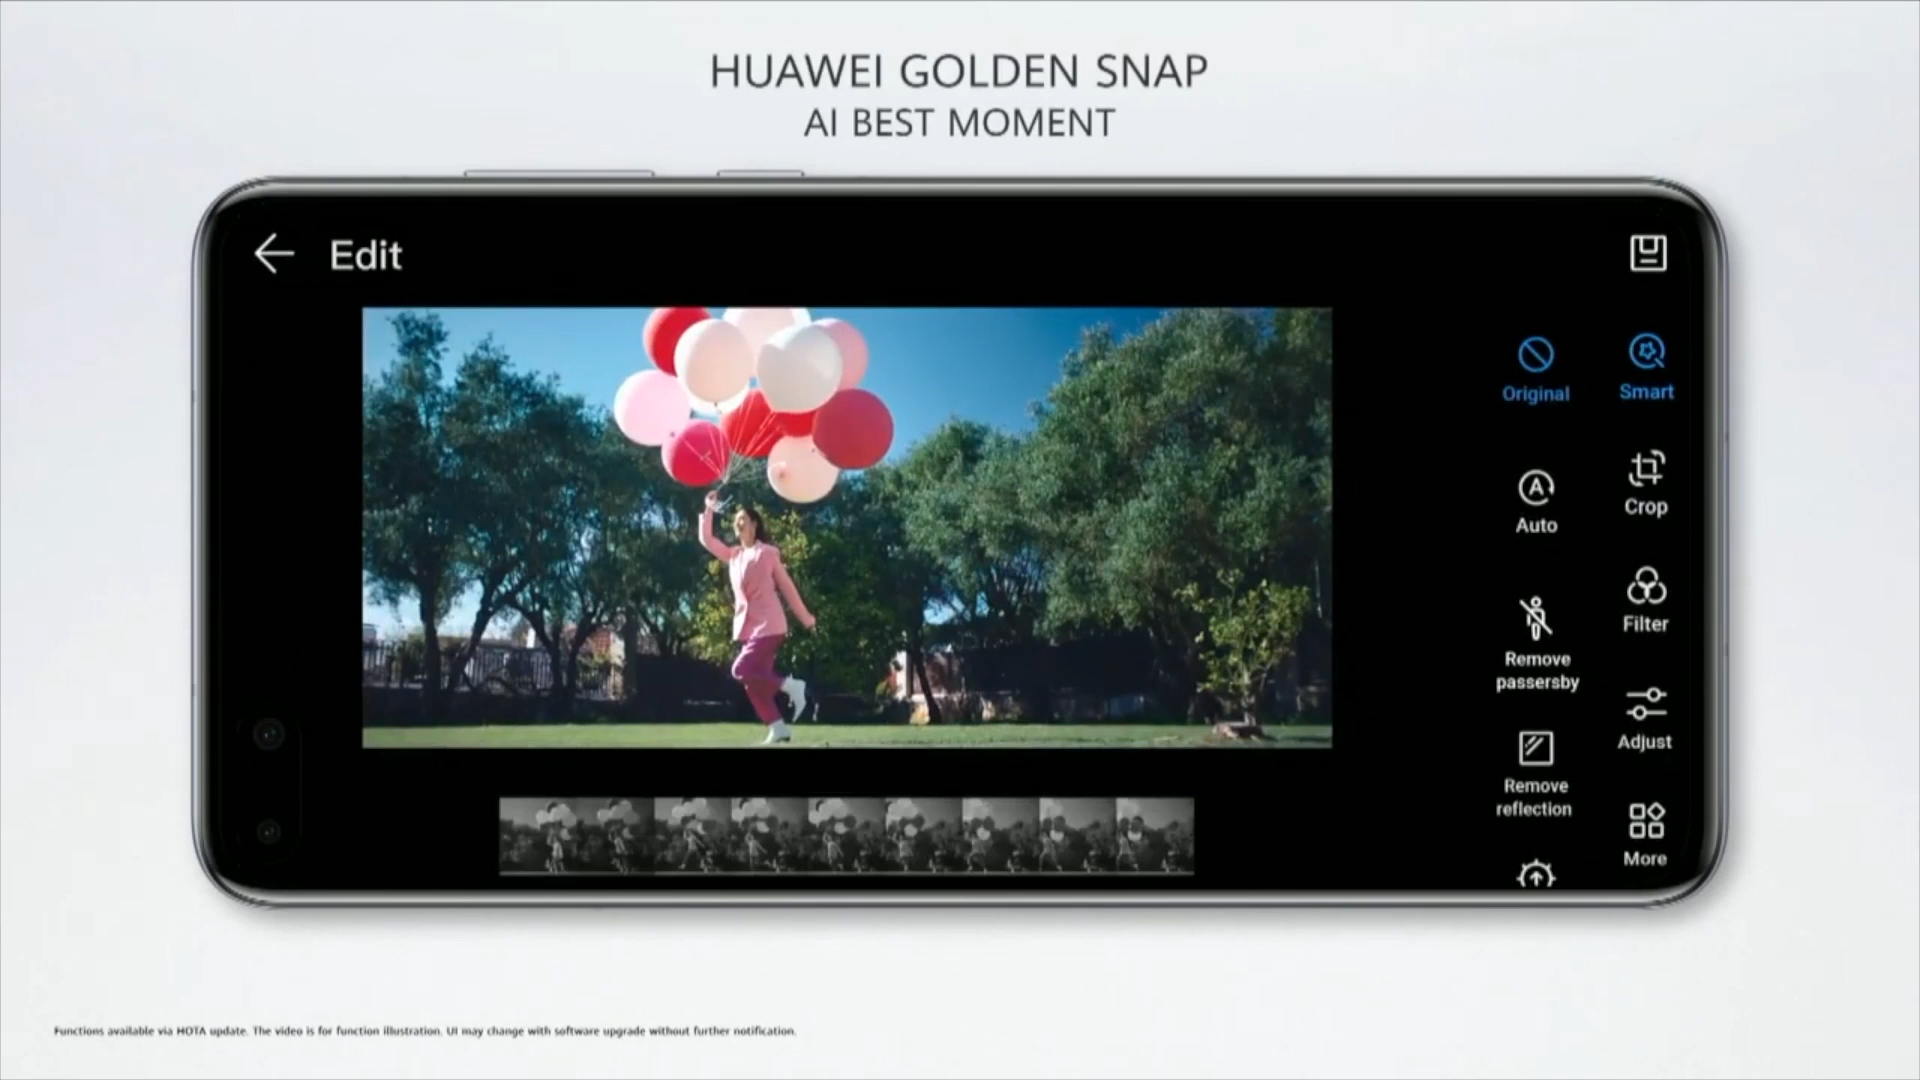 HUAWEI GOLDEN SNAP
AI BEST MOMENT
Edit
Original
Smart
Auto
Crop
Remove
passersby
Filter
Remove
reflection
Adjust
More
Functions available via HOTA update. The video is for function illustration. UI may change with software upgrade without further notification.